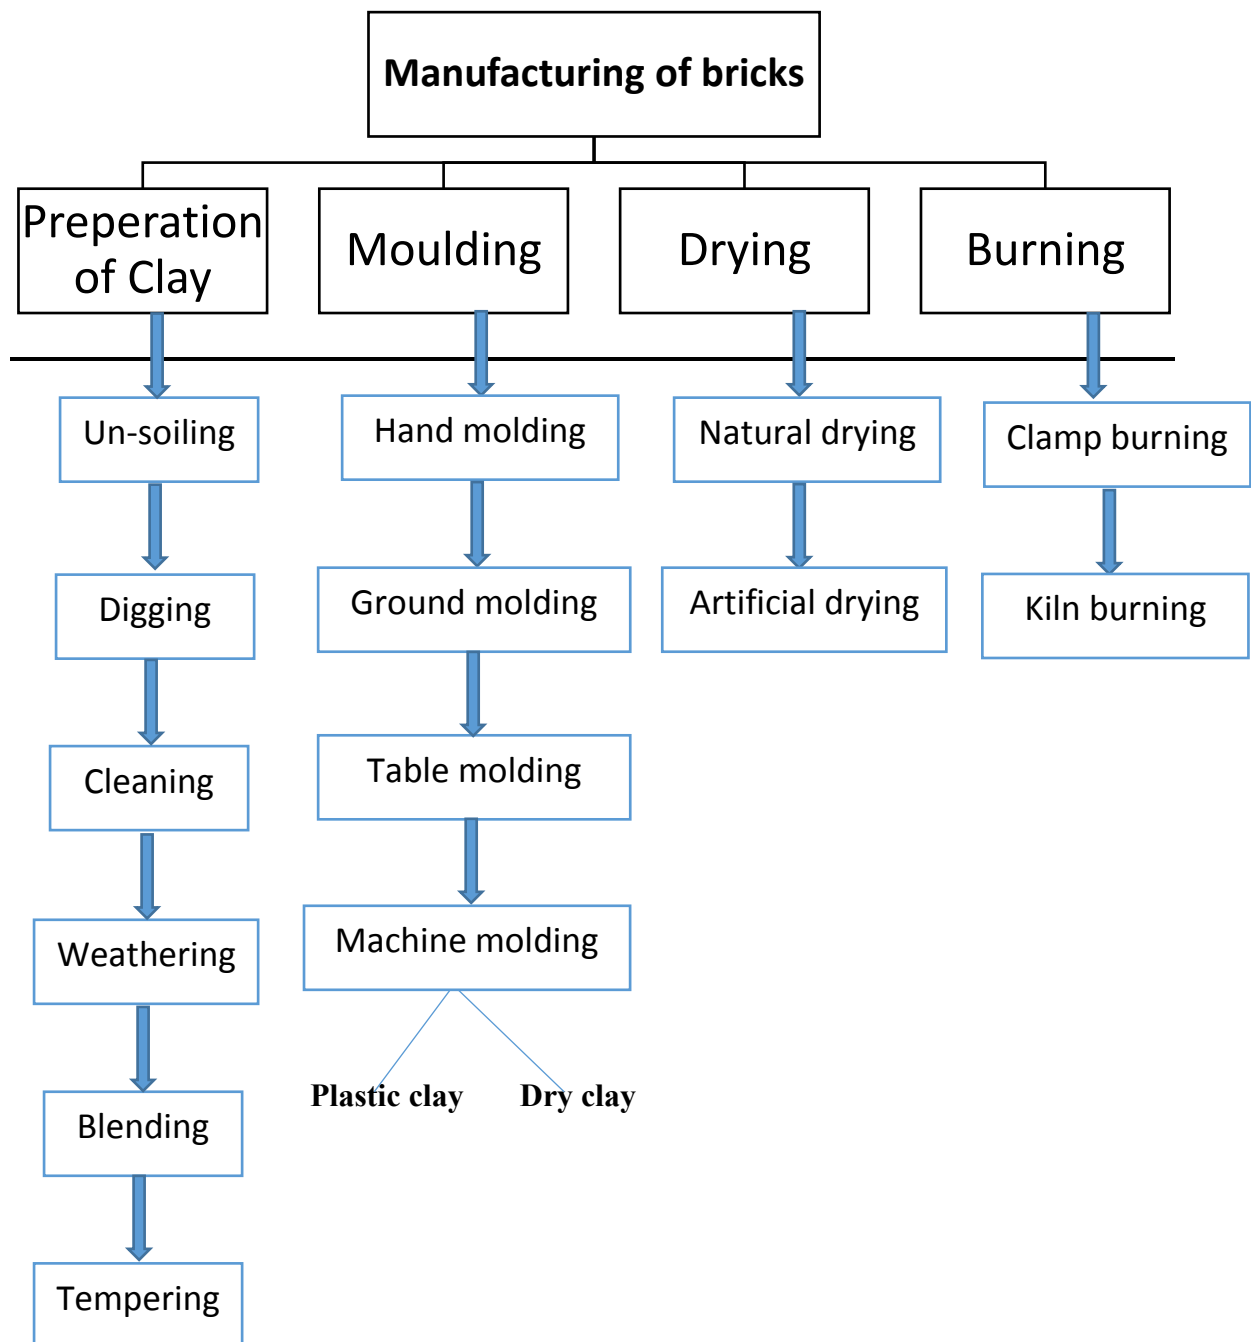 Manufacturing of bricks
Preperation
of Clay
Moulding
Drying
Burning
Un-soiling
Hand molding
Natural drying
Clamp burning
Digging
Ground molding
Artificial drying
Kiln burning
Cleaning
Table molding
Weathering
Machine molding
Plastic clay
Dry clay
Blending
Tempering